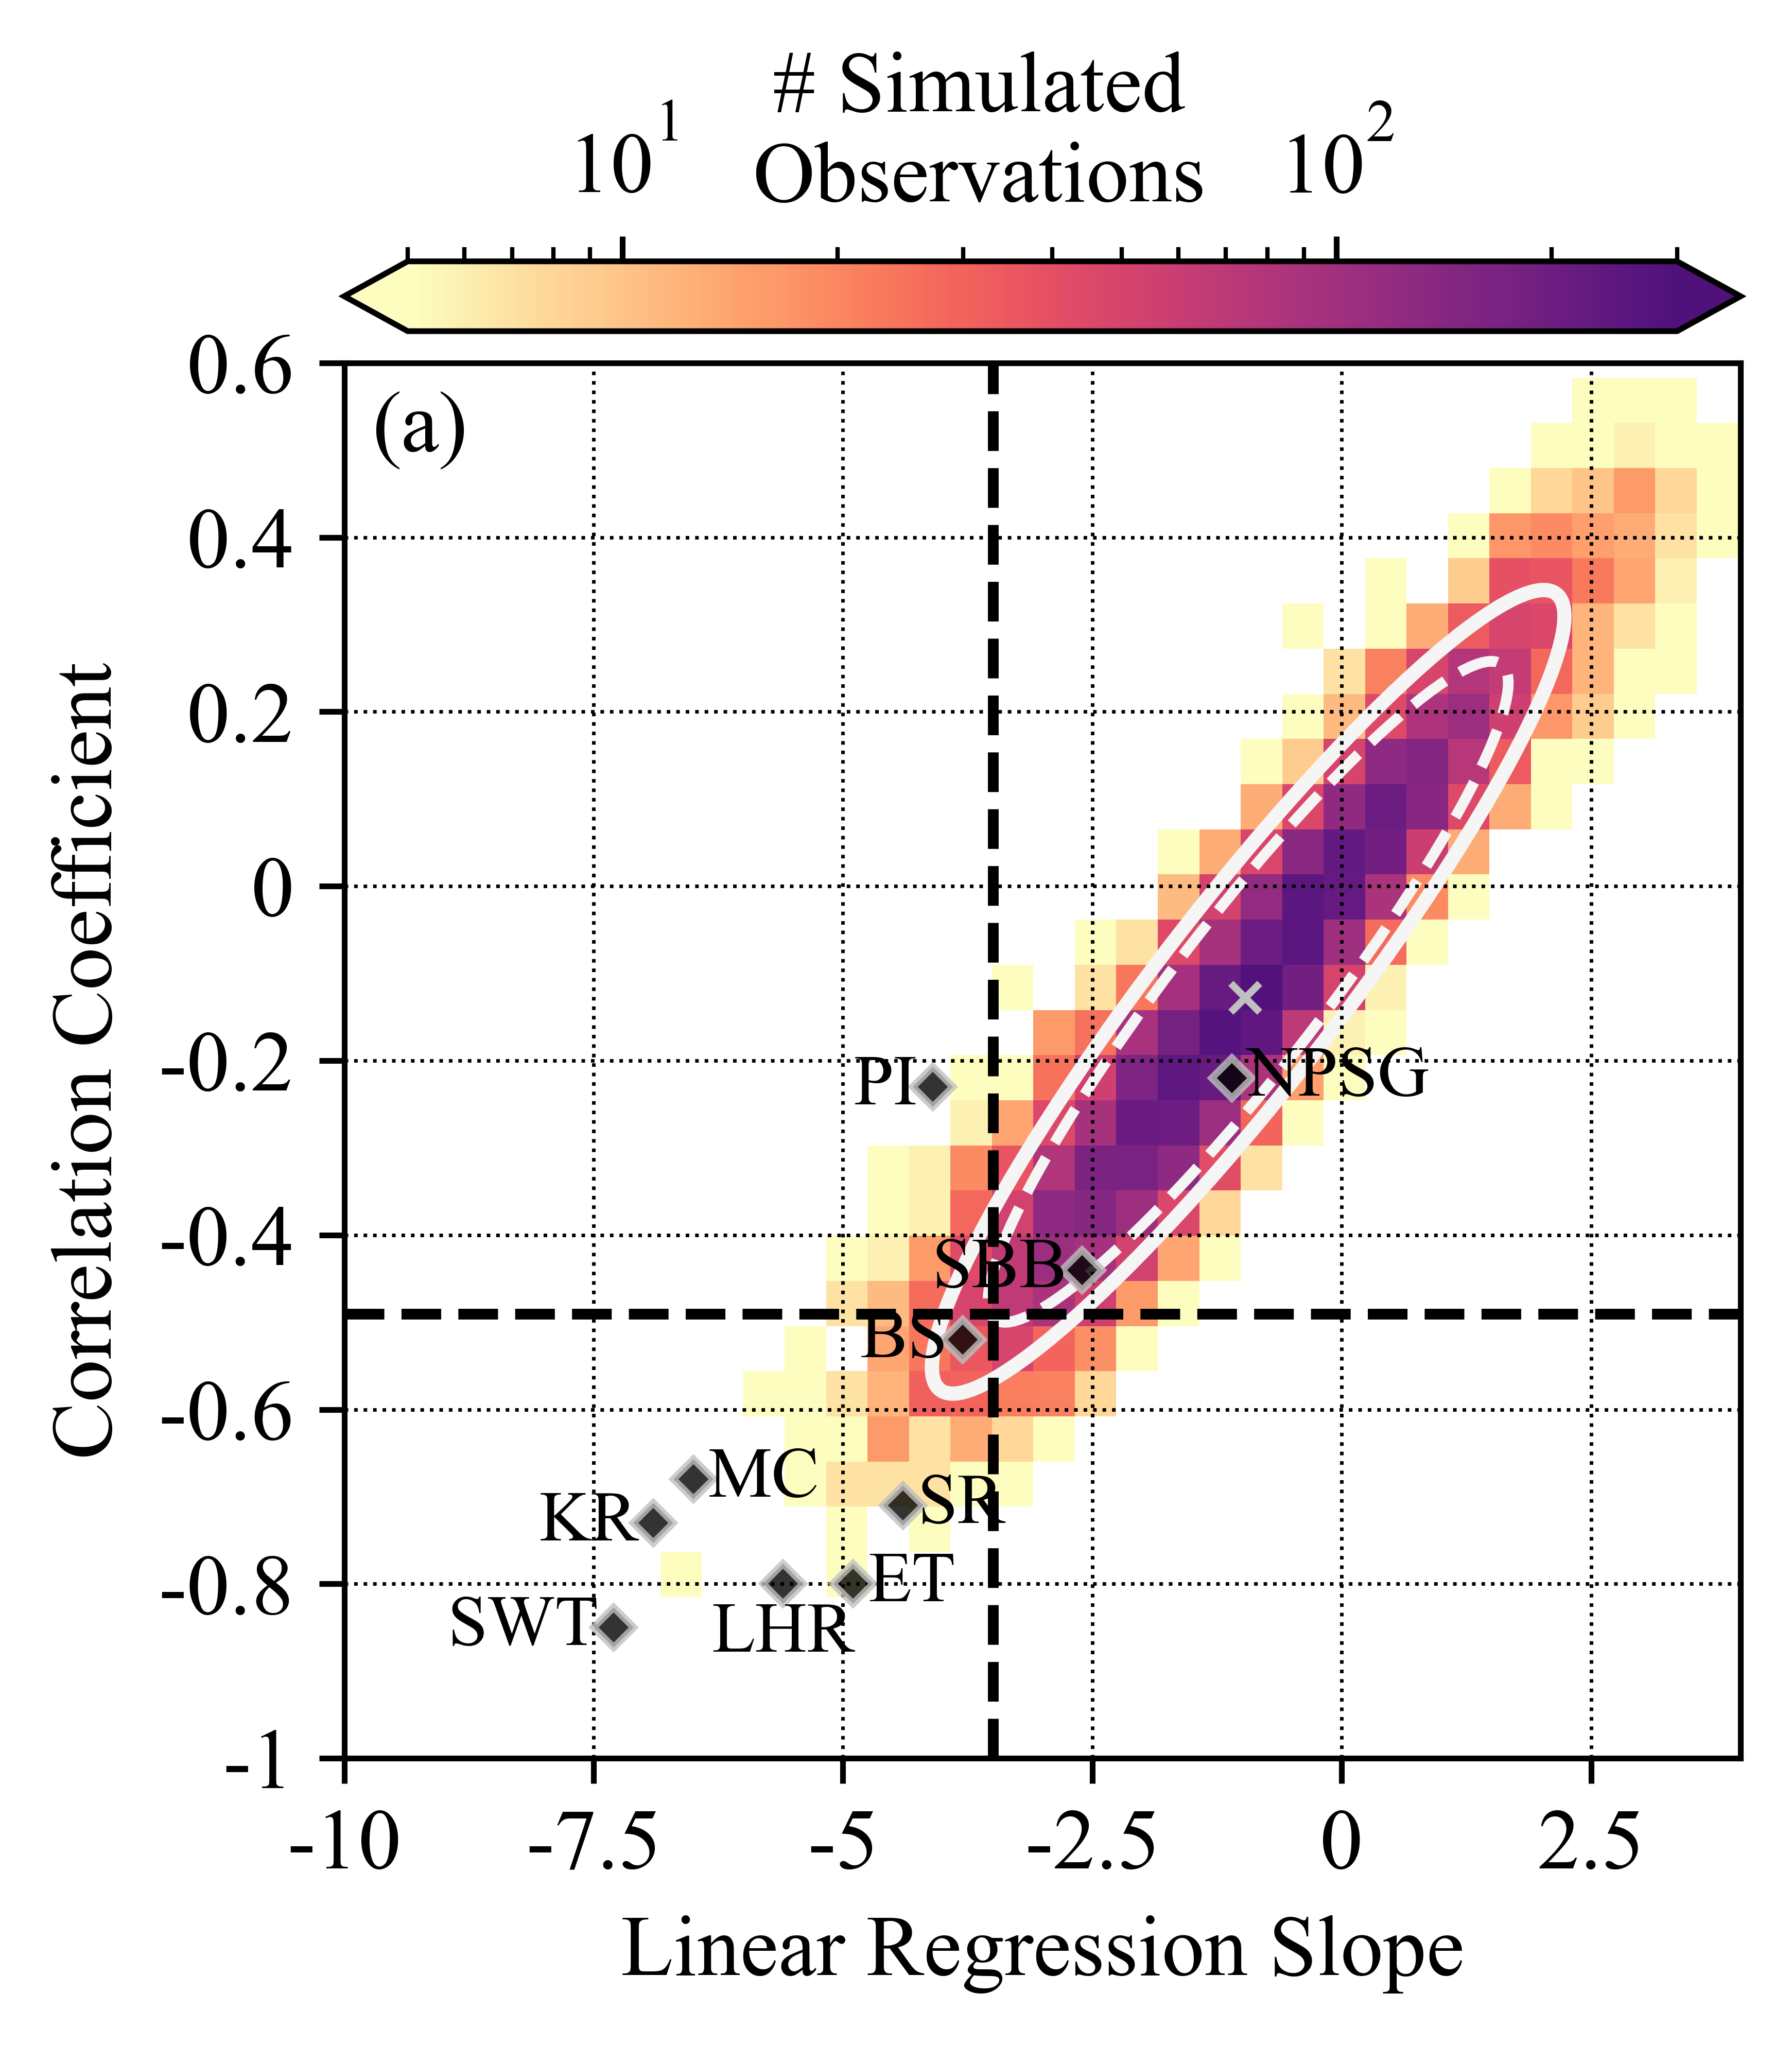 # Simulated
Observations
10^1
10^2
(a)
0.6
0.4
0.2
0
-0.2
-0.4
-0.6
-0.8
-1
Correlation Coefficient
PI
NPSG
SBB
BS
MC
KR
SR
ET
SWT
LHR
-10
-7.5
-5
-2.5
0
2.5
Linear Regression Slope